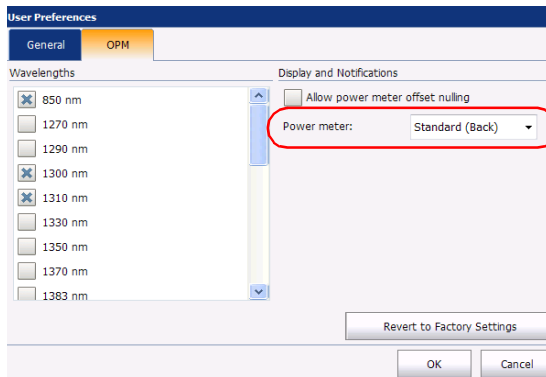 User Preferences
General
OPM
Wavelengths
850 nm
1270 nm
1290 nm
1300 nm
1310 nm
1330 nm
1350 nm
1370 nm
1383 nm
Display and Notifications
Allow power meter offset nulling
Power meter: Standard (Back)
Revert to Factory Settings
OK
Cancel